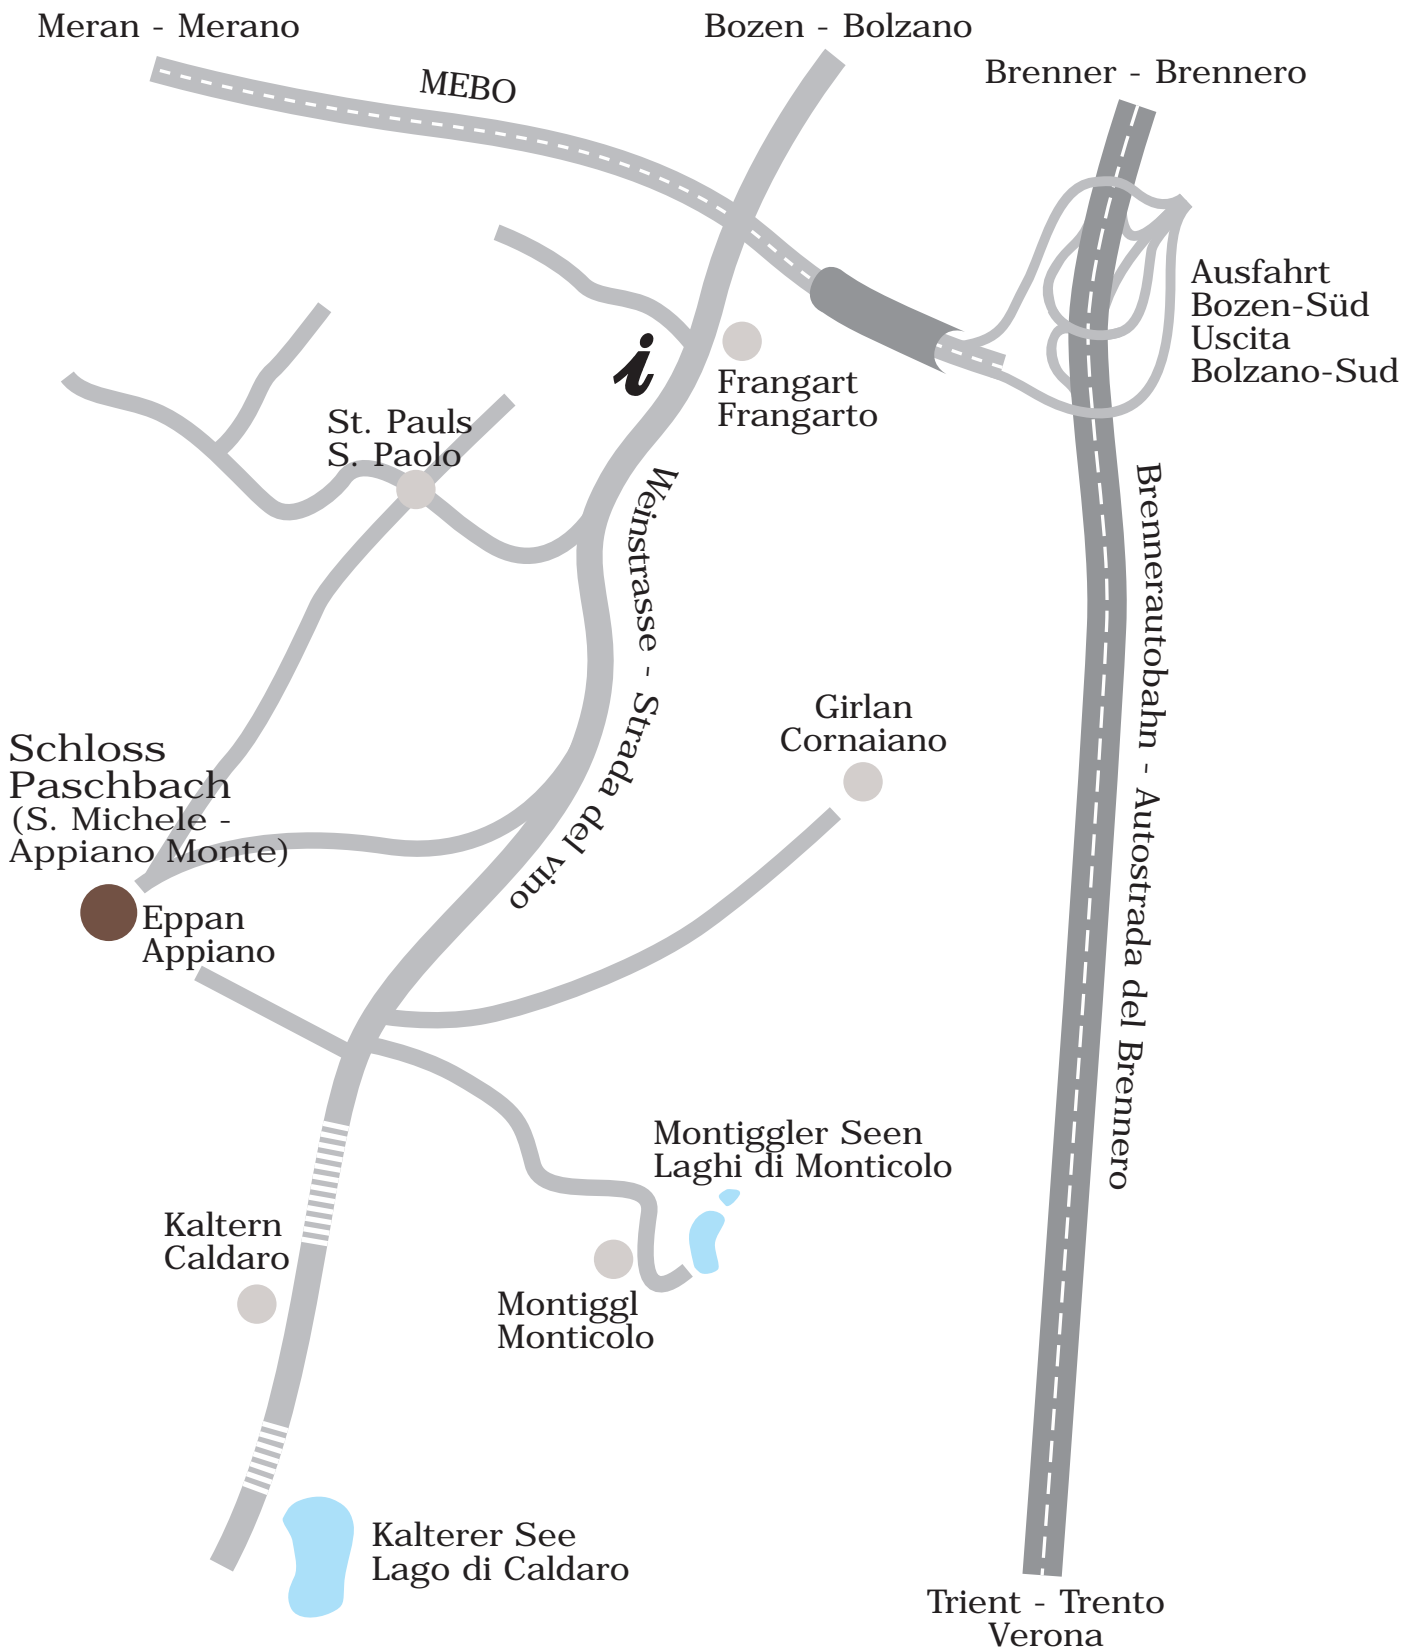 Meran - Merano
Bozen - Bolzano
Brenner - Brennero
MEBO
Ausfahrt
Bozen-Süd
Uscita
Bolzano-Sud
i
Frangart
Frangarto
St. Pauls
S. Paolo
Weinstrasse - Strada del vino
Brennerautobahn - Autostrada del Brennero
Girlan
Cornaiano
Schloss
Paschbach
(S. Michele -
Appiano Monte)
Eppan
Appiano
Montiggler Seen
Laghi di Monticolo
Kaltern
Caldaro
Montiggl
Monticolo
Kalterer See
Lago di Caldaro
Trient - Trento
Verona